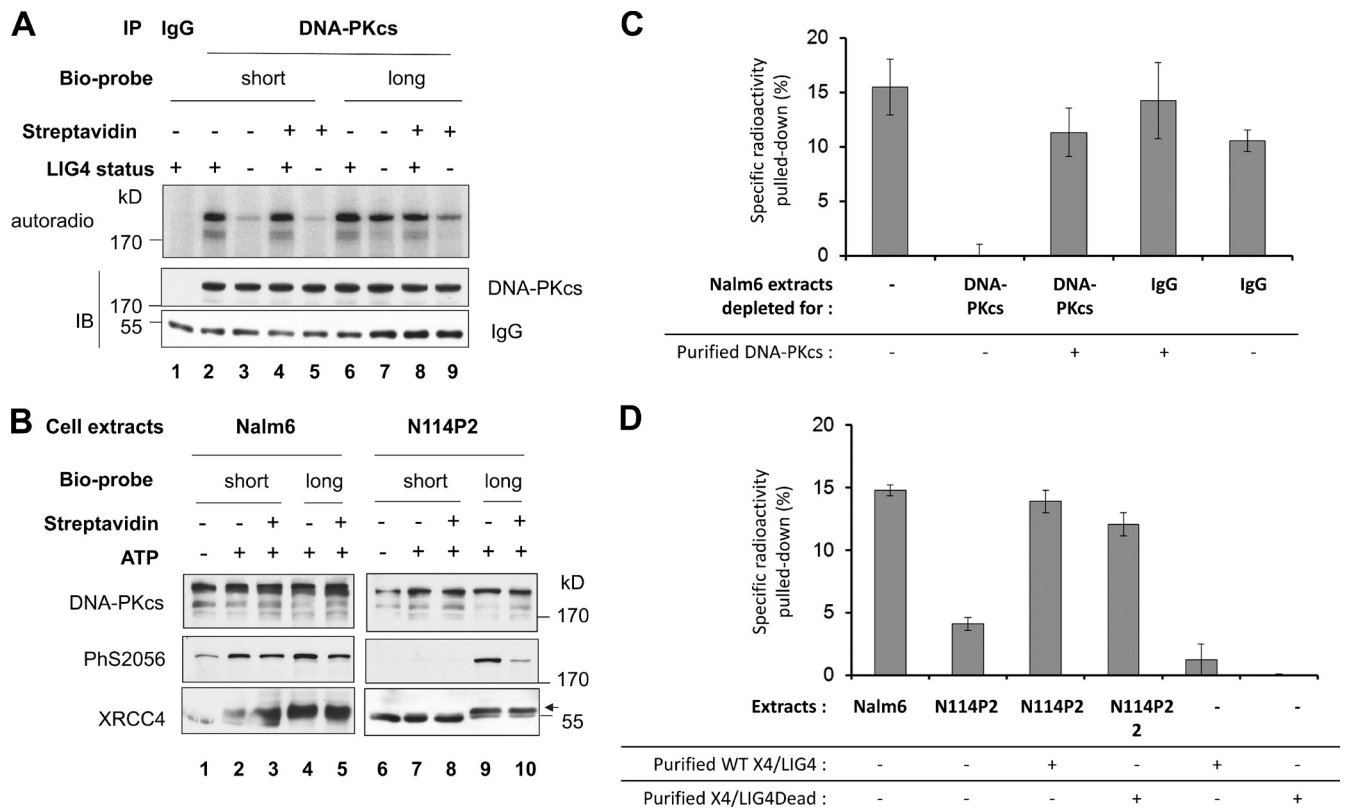 A
IP IgG DNA-PKcs
Bio-probe short long
Streptavidin - - - + + - - + +
LIG4 status + + - + - + - + -
kD
autoradio
170
DNA-PKcs
170
IB 55
IgG
1 2 3 4 5 6 7 8 9
B
Cell extracts Nalm6 N114P2
Bio-probe short long short long
Streptavidin - - + - + - - + - +
ATP - + + + + - + + + +
DNA-PKcs kD
170
PhS2056
170
XRCC4 55
1 2 3 4 5 6 7 8 9 10
C
Specific radioactivity
pulled-down (%)
20
15
10
5
0
Nalm6 extracts
depleted for :
- DNA-PKcs DNA-PKcs IgG IgG
Purified DNA-PKcs : - - + + -
D
Specific radioactivity
pulled-down (%)
20
15
10
5
0
Extracts : Nalm6 N114P2 N114P2 N114P2 - -
2
Purified WT X4/LIG4 : - - + - + -
Purified X4/LIG4Dead : - - - + - +